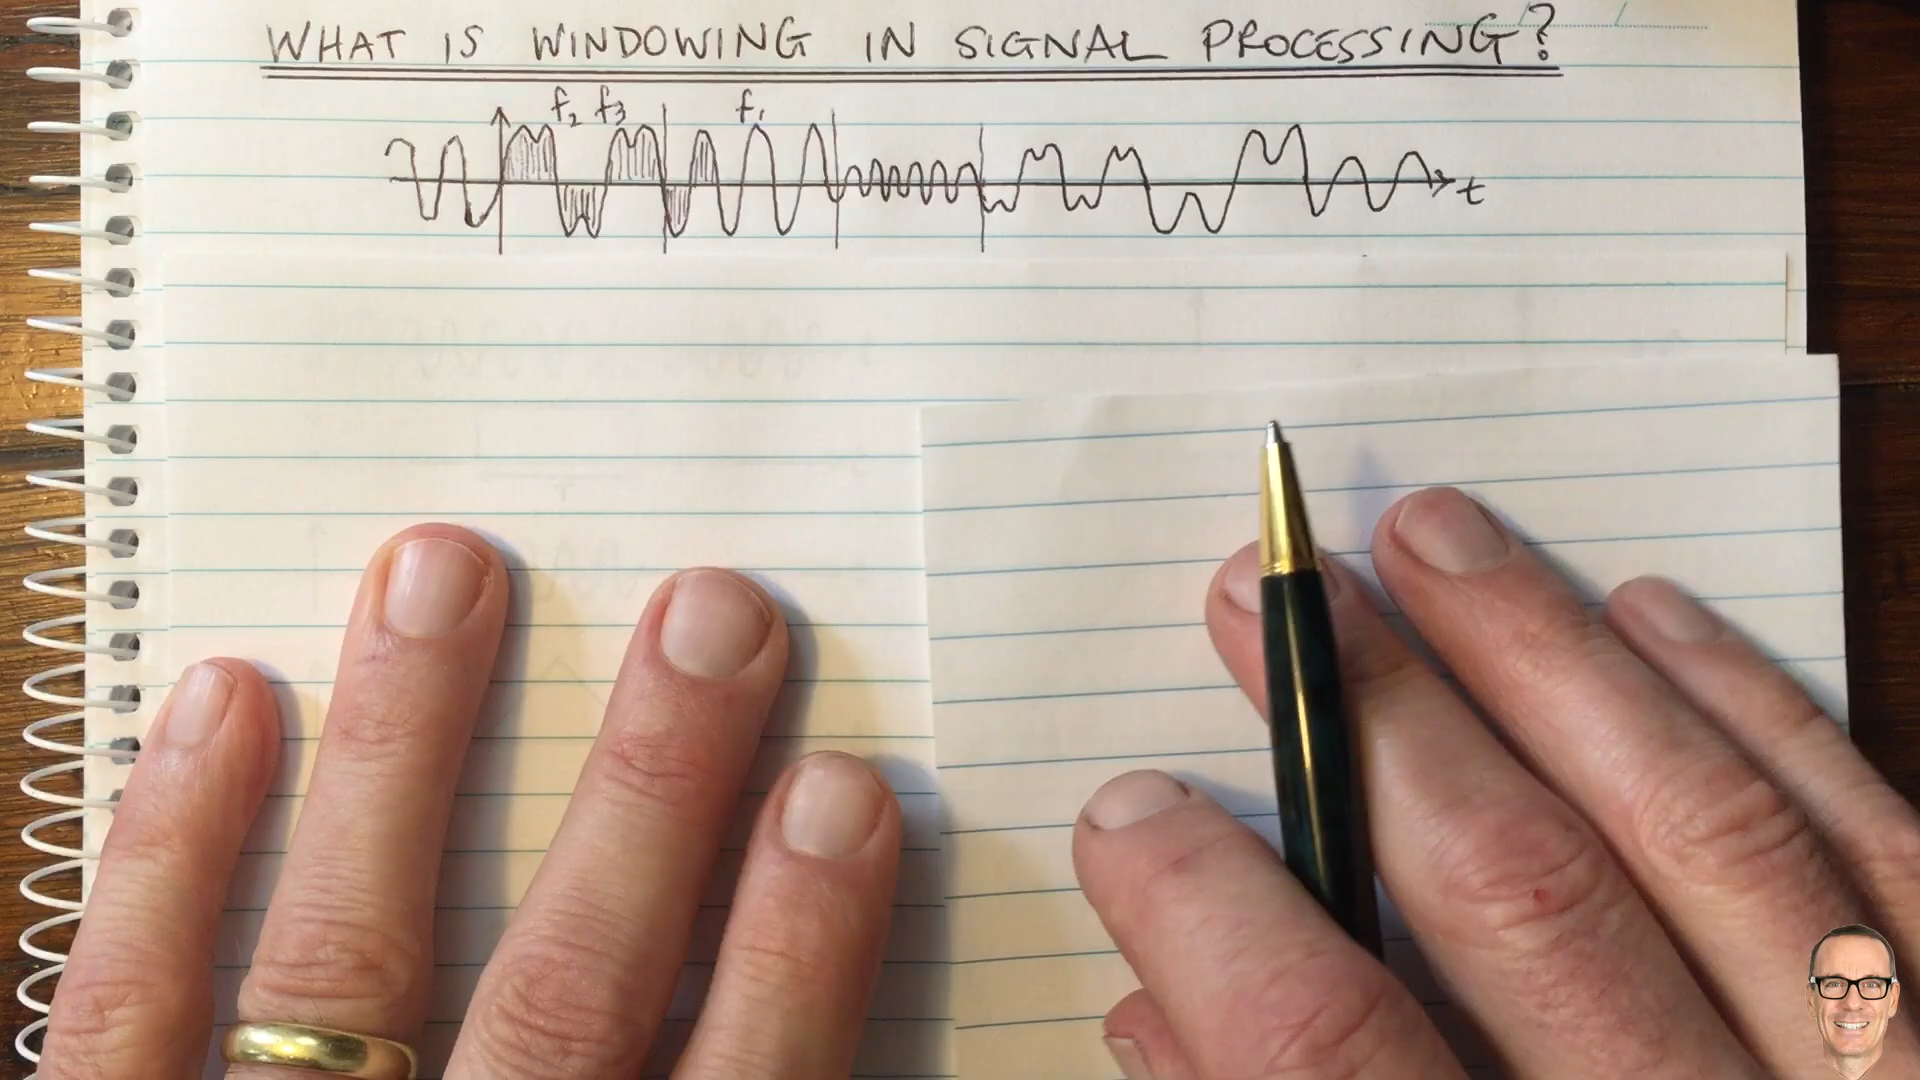 WHAT IS WINDOWING IN SIGNAL PROCESSING?
f₂ f₃ f₁
t